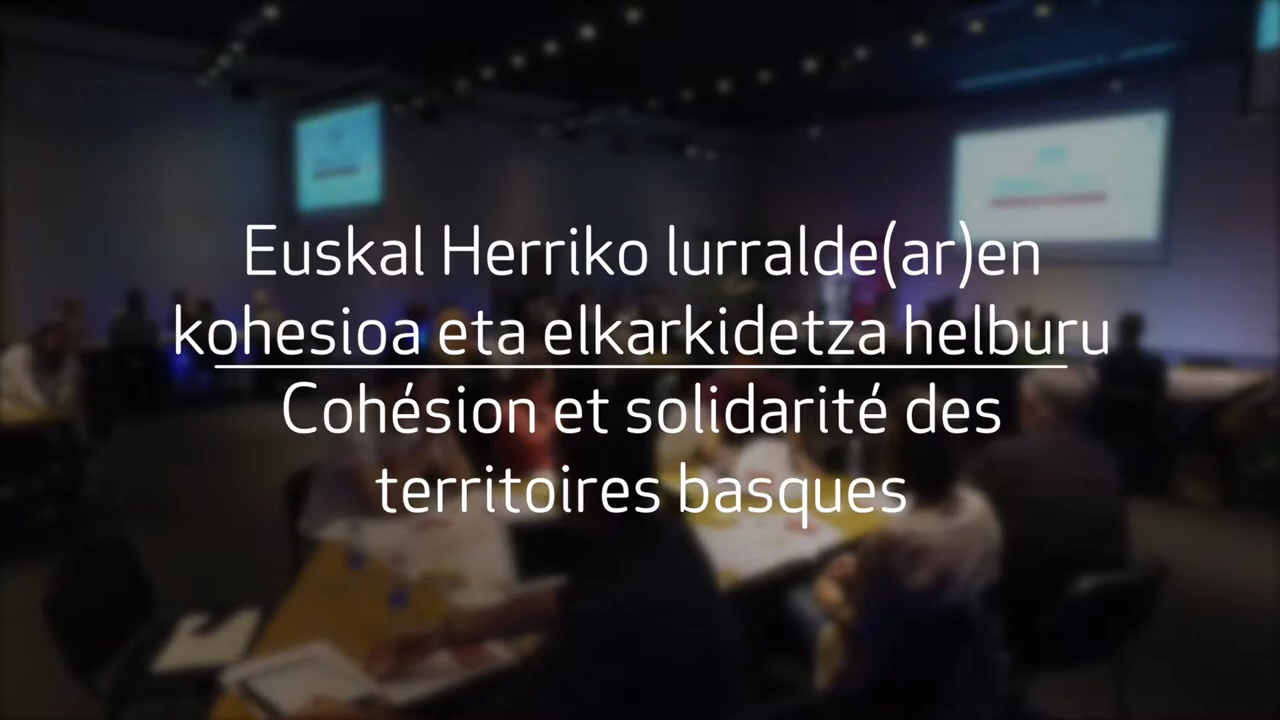 Euskal Herriko lurralde(ar)en
kohesioa eta elkarkidetza helburu
Cohésion et solidarité des
territoires basques